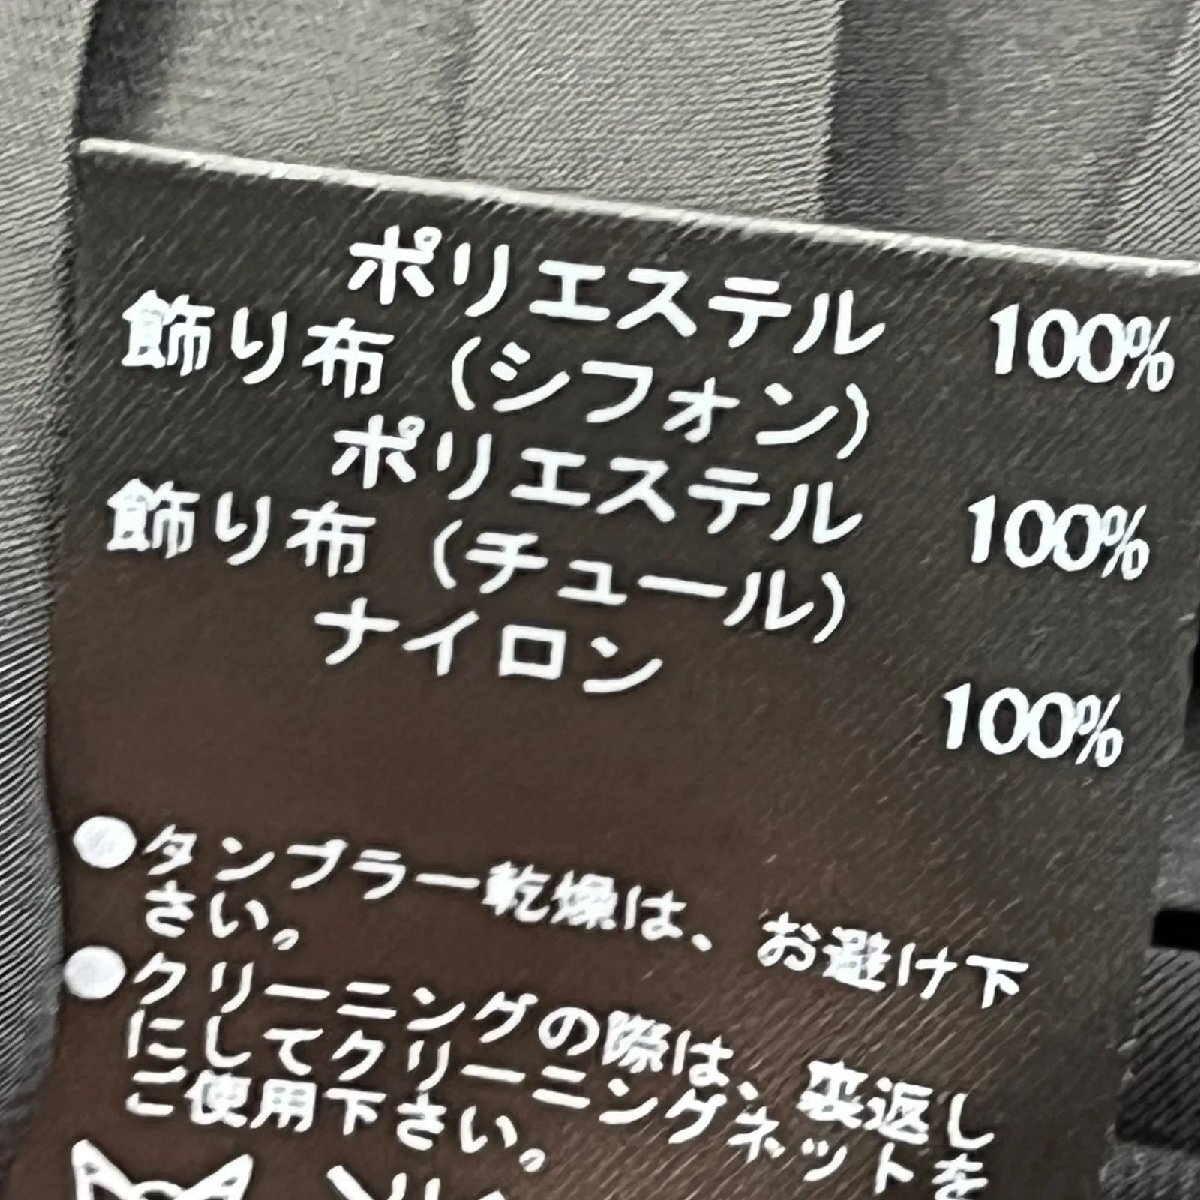 ポリエステル 100%
飾り布（シフォン）
ポリエステル 100%
飾り布（チュール）
ナイロン 100%
●タンブラー乾燥は、お避け下
さい。
●クリーニングの際は、裏返し
にしてクリーニングネットを
ご使用下さい。